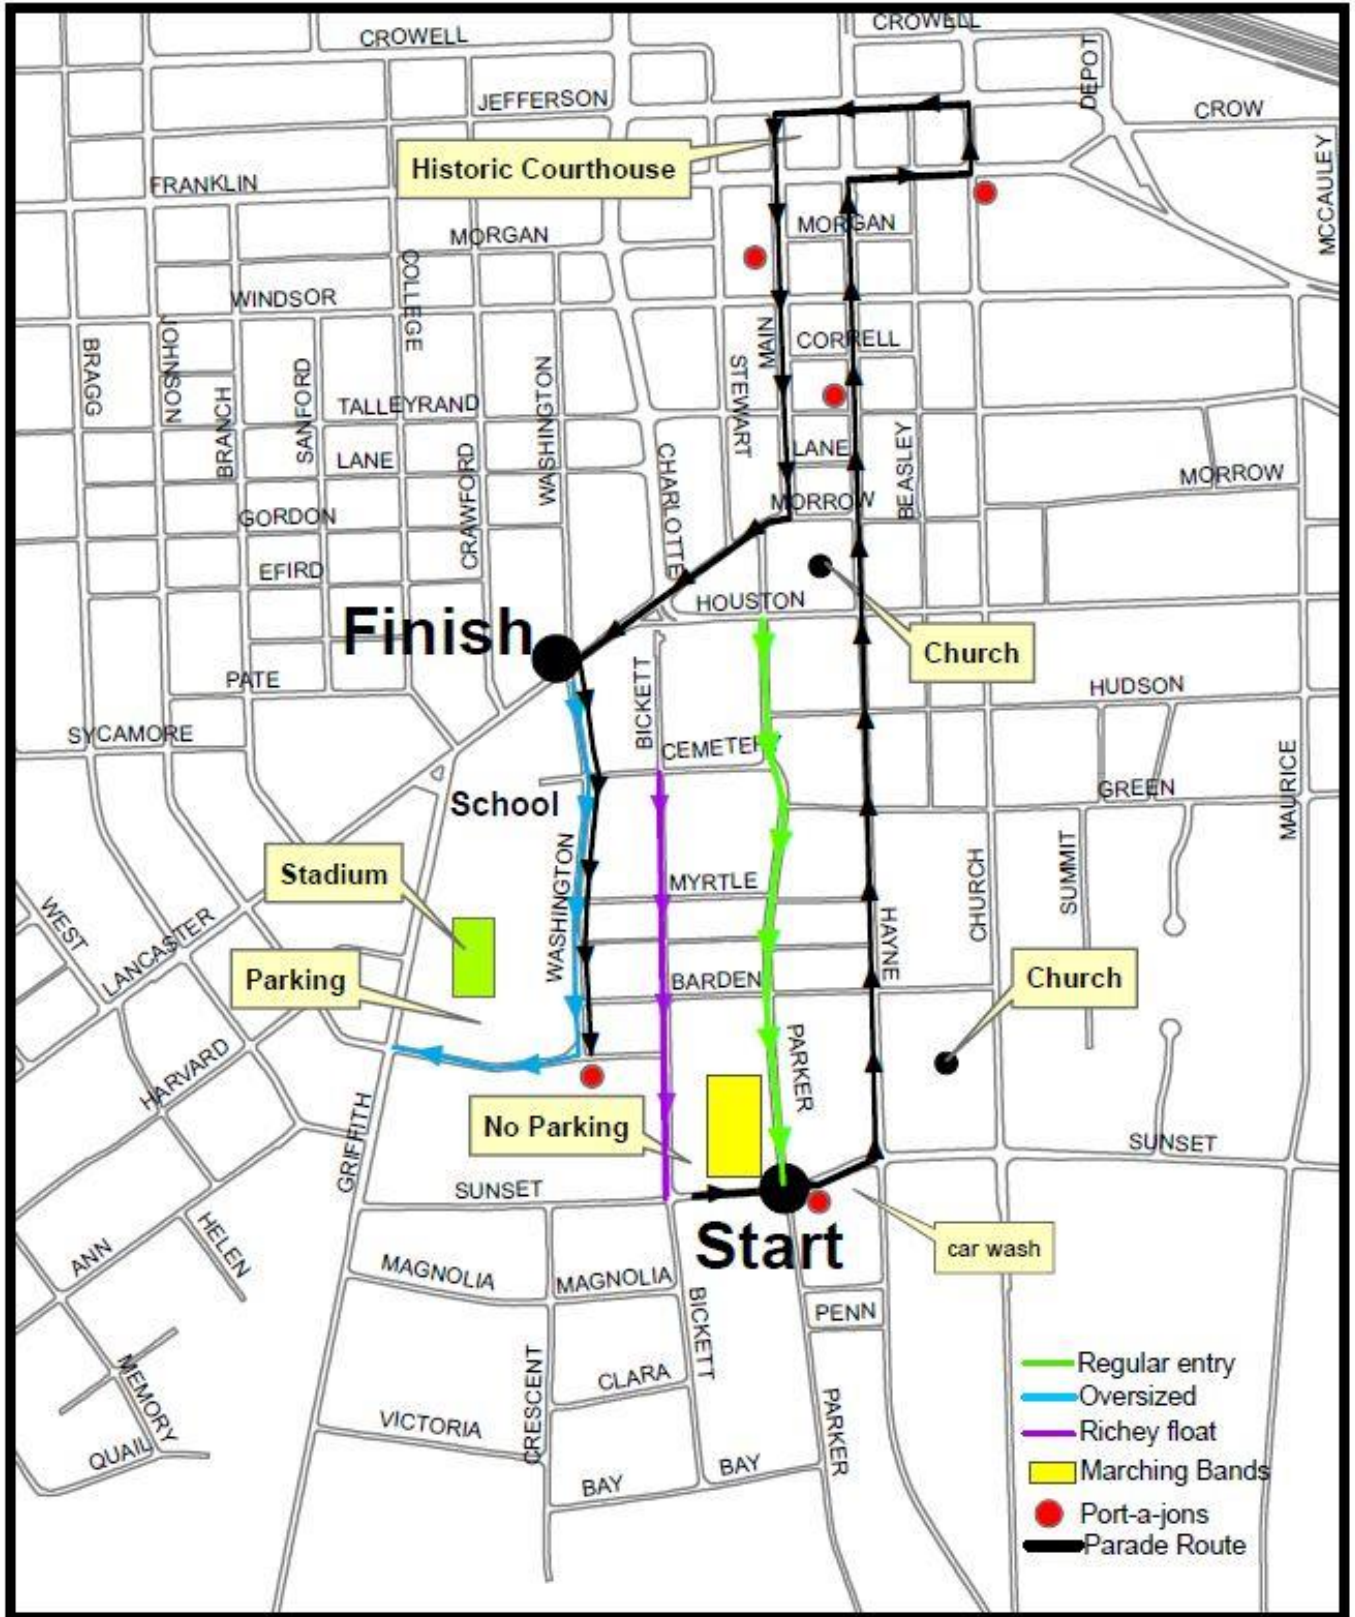 CROWELL
CROWELL
DEPOT
JEFFERSON
CROW
Historic Courthouse
MCCAULEY
FRANKLIN
MORGAN
MORGAN
COLLEGE
WINDSOR
JOHNSON
BRAGG
MAIN
CORRELL
STEWART
SANFORD
WASHINGTON
TALLEYRAND
BRANCH
LANE
CRAWFORD
CHARLOTTE
LANE
BEASLEY
MORROW
MORROW
GORDON
EFIRD
HOUSTON
Finish
Church
BICKETT
PATE
HUDSON
SYCAMORE
CEMETERY
MAURICE
GREEN
School
Stadium
WASHINGTON
MYRTLE
CHURCH
SUMMIT
WEST
LANCASTER
HAYNE
Parking
BARDEN
Church
PARKER
HARVARD
No Parking
GRIFFITH
SUNSET
SUNSET
HELEN
Start
car wash
ANN
MAGNOLIA
MAGNOLIA
BICKETT
PENN
MEMORY
CRESCENT
CLARA
PARKER
VICTORIA
QUAIL
BAY
BAY
Regular entry
Oversized
Richey float
Marching Bands
Port-a-jons
Parade Route